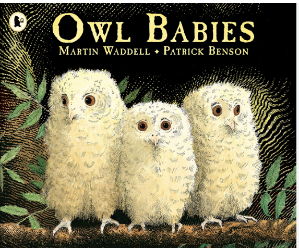 OWL BABIES
MARTIN WADDELL • PATRICK BENSON